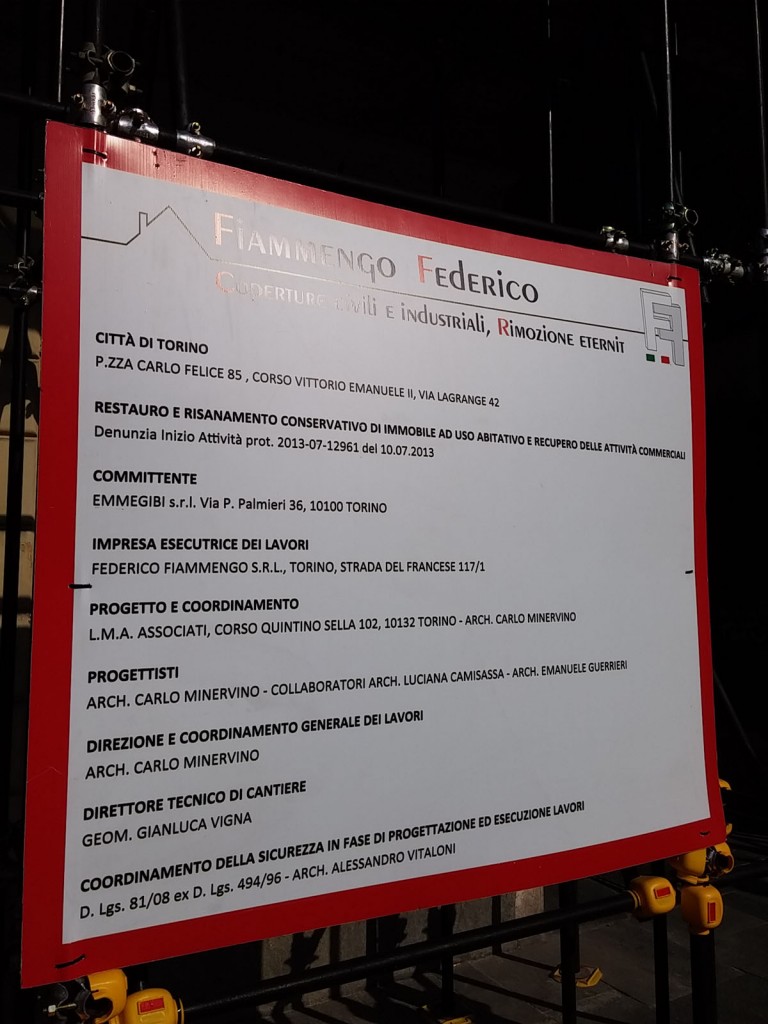 Fiammengo Federico
Coperture civili e industriali, Rimozione eternit
CITTÀ DI TORINO
P.ZZA CARLO FELICE 85 , CORSO VITTORIO EMANUELE II, VIA LAGRANGE 42
RESTAURO E RISANAMENTO CONSERVATIVO DI IMMOBILE AD USO ABITATIVO E RECUPERO DELLE ATTIVITÀ COMMERCIALI
Denunzia Inizio Attività prot. 2013-07-12961 del 10.07.2013
COMMITTENTE
EMMEGIBI s.r.l. Via P. Palmieri 36, 10100 TORINO
IMPRESA ESECUTRICE DEI LAVORI
FEDERICO FIAMMENGO S.R.L., TORINO, STRADA DEL FRANCESE 117/1
PROGETTO E COORDINAMENTO
L.M.A. ASSOCIATI, CORSO QUINTINO SELLA 102, 10132 TORINO - ARCH. CARLO MINERVINO
PROGETTISTI
ARCH. CARLO MINERVINO - COLLABORATORI ARCH. LUCIANA CAMISASSA - ARCH. EMANUELE GUERRIERI
DIREZIONE E COORDINAMENTO GENERALE DEI LAVORI
ARCH. CARLO MINERVINO
DIRETTORE TECNICO DI CANTIERE
GEOM. GIANLUCA VIGNA
COORDINAMENTO DELLA SICUREZZA IN FASE DI PROGETTAZIONE ED ESECUZIONE LAVORI
D. Lgs. 81/08 ex D. Lgs. 494/96 - ARCH. ALESSANDRO VITALONI